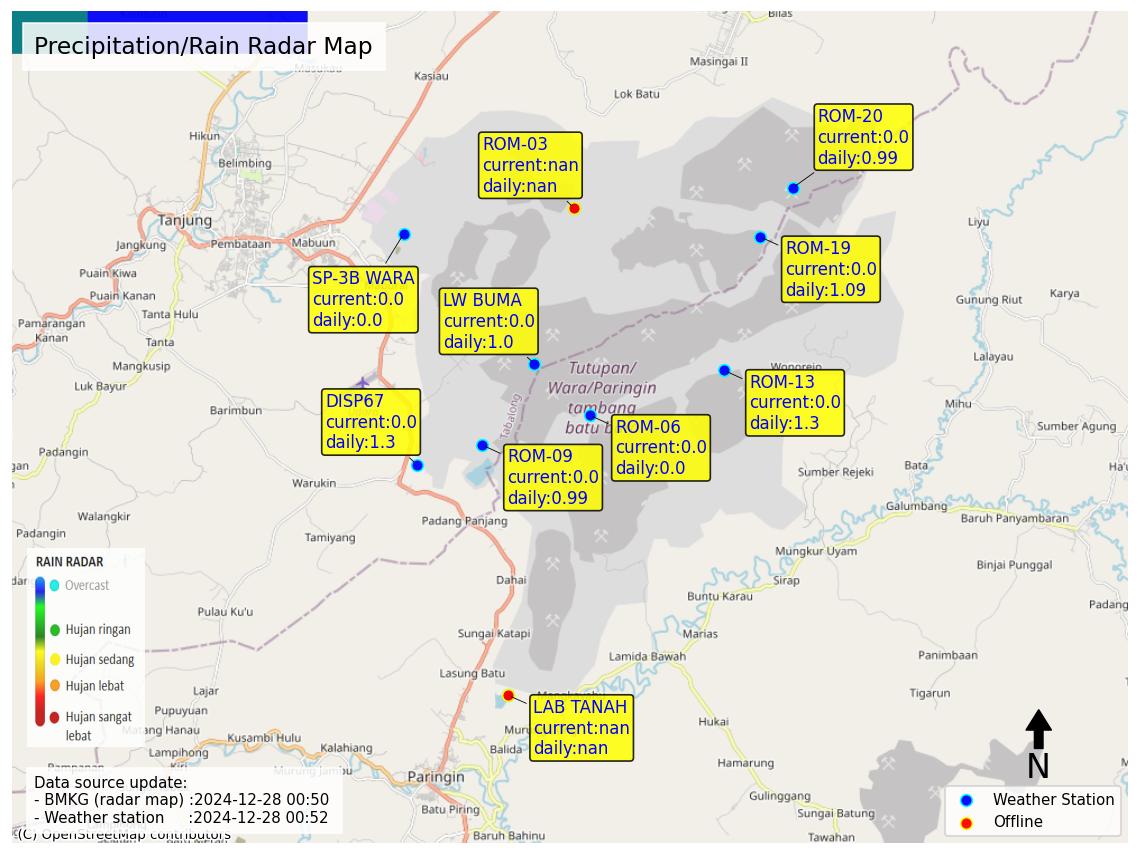 Precipitation/Rain Radar Map
Bilas
Masingai II
Masukau
Kasiau
Lok Batu
ROM-20
current:0.0
daily:0.99
Hikun
Belimbing
ROM-03
current:nan
daily:nan
Tanjung
Liyu
Jangkung
Pembataan
Mabuun
ROM-19
current:0.0
daily:1.09
Puain Kiwa
Puain Kanan
SP-3B WARA
current:0.0
daily:0.0
LW BUMA
current:0.0
daily:1.0
Karya
Gunung Riut
Tanta Hulu
Pamarangan
Kanan
Tanta
Mangkusip
Lalayau
Tutupan/
Wara/Paringin
tambang
batu b
Wonorejo
ROM-13
current:0.0
daily:1.3
Luk Bayur
DISP67
current:0.0
daily:1.3
Tabalong
Barimbun
Mihu
ROM-06
current:0.0
daily:0.0
Sumber Agung
Padangin
ROM-09
current:0.0
daily:0.99
Bata
Sumber Rejeki
Warukin
Galumbang
Walangkir
Padang Panjang
Baruh Panyambaran
Padangin
Tamiyang
Mungkur Uyam
RAIN RADAR
Overcast
Hujan ringan
Hujan sedang
Hujan lebat
Hujan sangat
lebat
Binjai Punggal
Dahai
Sirap
Buntu Karau
Padang
Pulau Ku'u
Sungai Katapi
Marias
Lamida Bawah
Panimbaan
Lasung Batu
Lajar
Tigarun
LAB TANAH
current:nan
daily:nan
Pupuyuan
Matang Hanau
Kusambi Hulu
Hukai
Lampihong
Kalahiang
Balida
Hamarung
N
Murung Jambu
Paringin
Data source update:
- BMKG (radar map) :2024-12-28 00:50
- Weather station :2024-12-28 00:52
Gulinggang
Batu Piring
Sungai Batung
Weather Station
Offline
(C) OpenStreetMap contributors
Baruh Bahinu
Tawahan